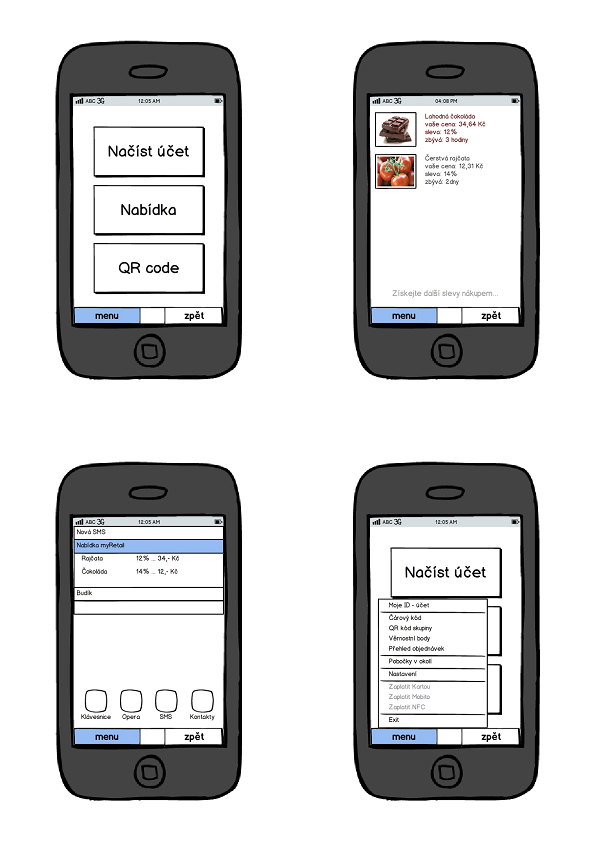 ABC 3G 12:05 AM
Načíst účet
Nabídka
QR code
menu zpět
ABC 3G 04:08 PM
Lahodná čokoláda
vaše cena: 34,64 Kč
sleva: 12%
zbývá: 3 hodiny
Čerstvá rajčata
vaše cena: 12,31 Kč
sleva: 14%
zbývá: 2dny
Získejte další slevy nákupem...
menu zpět
ABC 3G 12:05 AM
Nová SMS
Nabídka myRetail
Rajčata 12% ... 34,- Kč
Čokoláda 14% ... 12,- Kč
Budík
Klávesnice Opera SMS Kontakty
menu zpět
ABC 3G 12:05 AM
Načíst účet
Moje ID - účet
Čárový kód
QR kód skupiny
Věrnostní body
Přehled objednávek
Pobočky v okolí
Nastavení
Zaplatit Kartou
Zaplatit Mobito
Zaplatit NFC
Exit
menu zpět